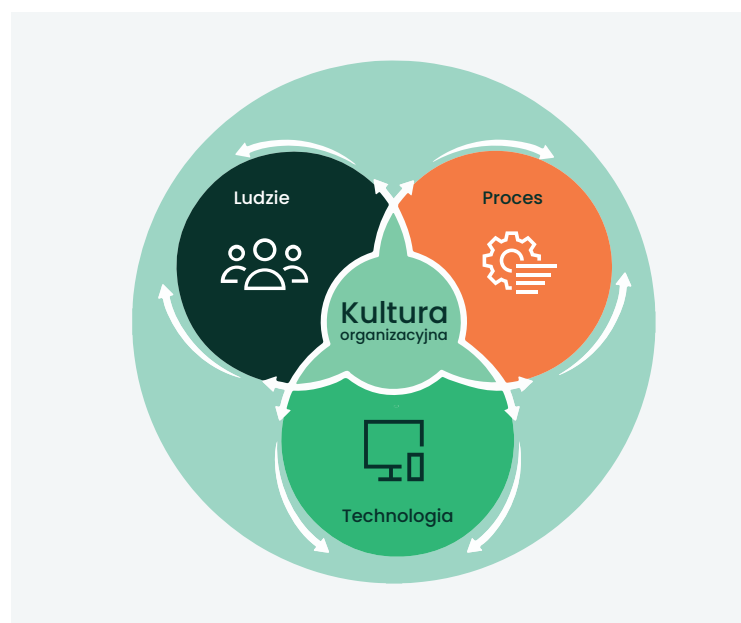 Ludzie
Proces
Kultura
organizacyjna
Technologia